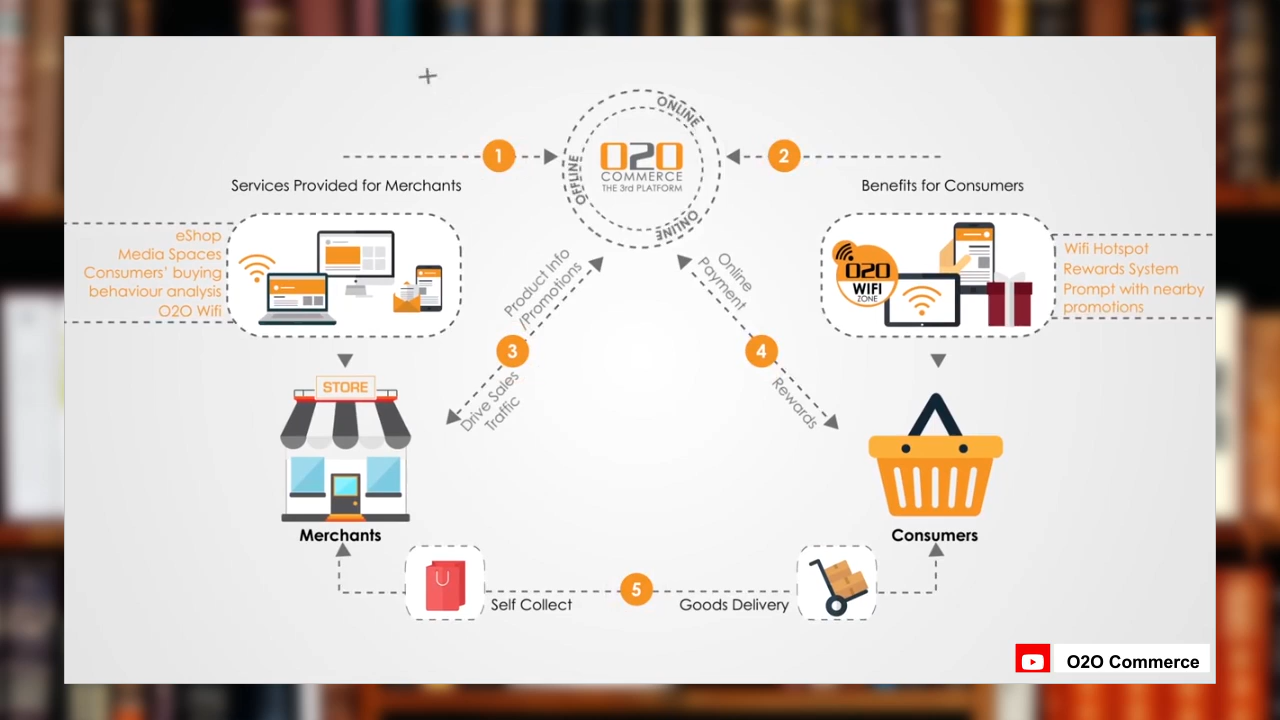 ONLINE
OFFLINE
ONLINE
O2O
COMMERCE
THE 3rd PLATFORM
1
2
Services Provided for Merchants
Benefits for Consumers
eShop
Media Spaces
Consumers' buying
behaviour analysis
O2O Wifi
O2O
WIFI
ZONE
Wifi Hotspot
Rewards System
Prompt with nearby
promotions
Product Info
/Promotions
3
Drive Sales
Traffic
Online
Payment
4
Rewards
STORE
Merchants
Consumers
Self Collect
5
Goods Delivery
O2O Commerce